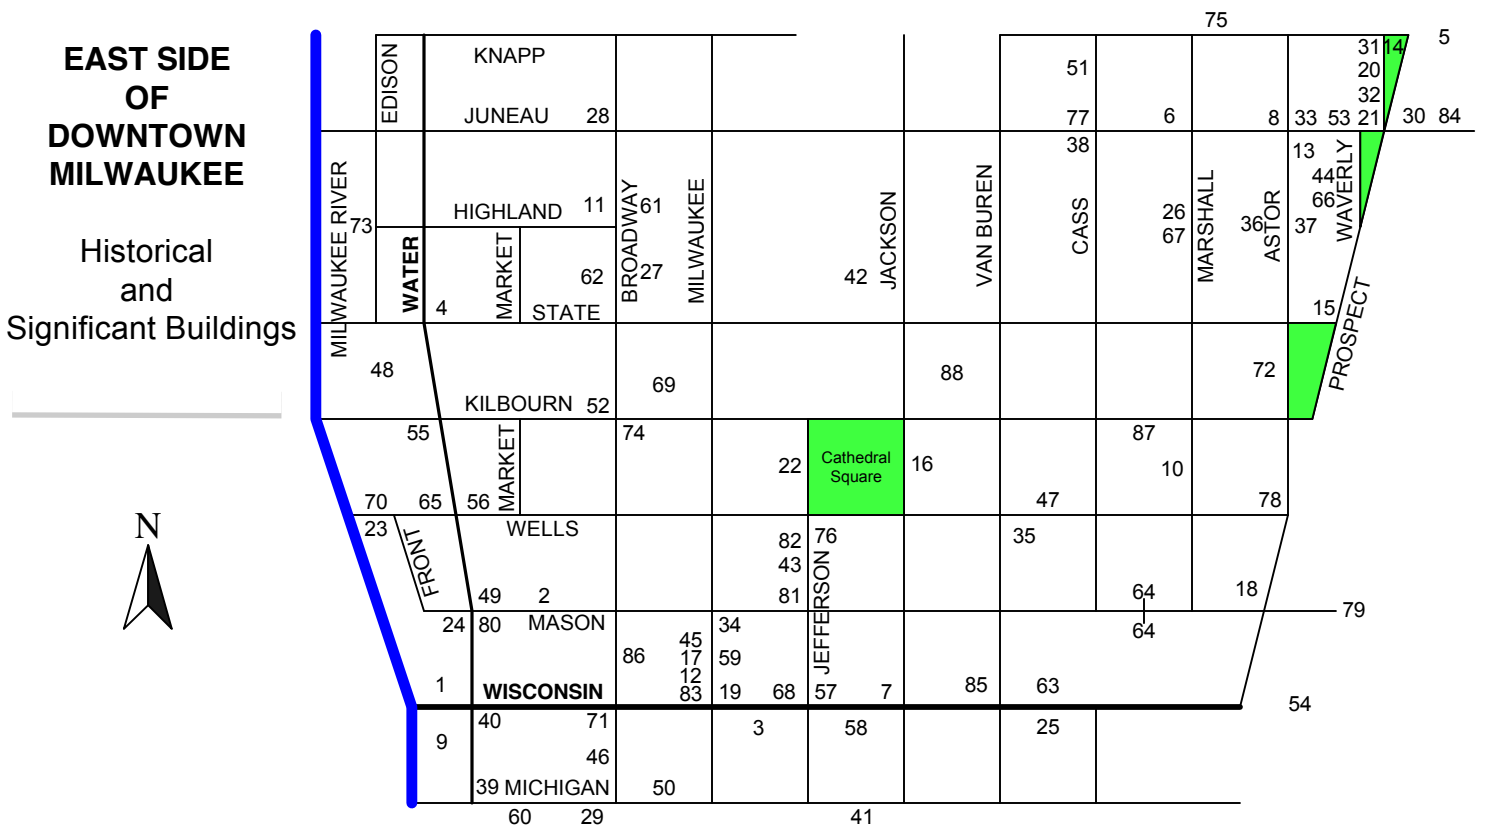 EAST SIDE
OF
DOWNTOWN
MILWAUKEE
Historical
and
Significant Buildings
N
75
5
31 14
20
32
51
EDISON
KNAPP
JUNEAU 28
77
6
8 33 53 21 30 84
38
13
44
66
MILWAUKEE RIVER
73
HIGHLAND 11
BROADWAY
61
MILWAUKEE
JACKSON
VAN BUREN
CASS
26
67
MARSHALL
36
ASTOR
37
WAVERLY
WATER
MARKET
62
27
42
4
STATE
15
PROSPECT
48
69
88
72
KILBOURN 52
55
MARKET
74
22
Cathedral
Square
16
87
10
70 65 56
47
78
23
FRONT
WELLS
82
43
81
76
JEFFERSON
35
49 2
64
18
24 80 MASON
34
64
79
86
45
17
12
83
59
1
WISCONSIN
19 68 57 7
85
63
54
40 71
9
3
58
25
46
39 MICHIGAN 50
60 29
41